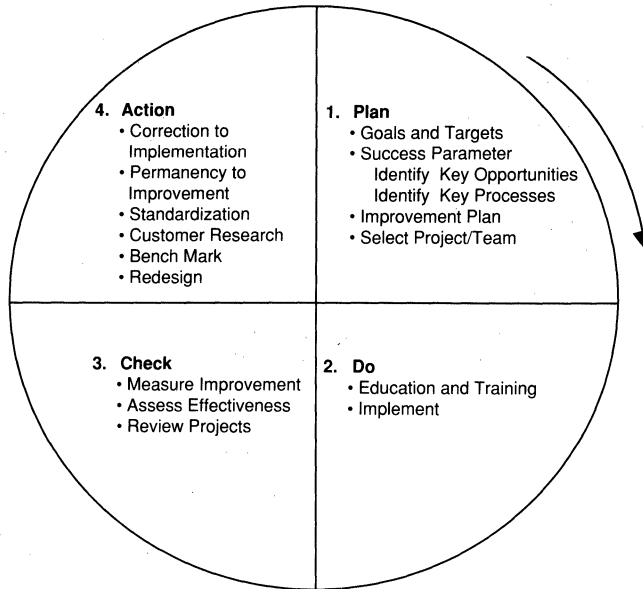 1. Plan
• Goals and Targets
• Success Parameter
Identify Key Opportunities
Identify Key Processes
• Improvement Plan
• Select Project/Team
2. Do
• Education and Training
• Implement
3. Check
• Measure Improvement
• Assess Effectiveness
• Review Projects
4. Action
• Correction to
Implementation
• Permanency to
Improvement
• Standardization
• Customer Research
• Bench Mark
• Redesign